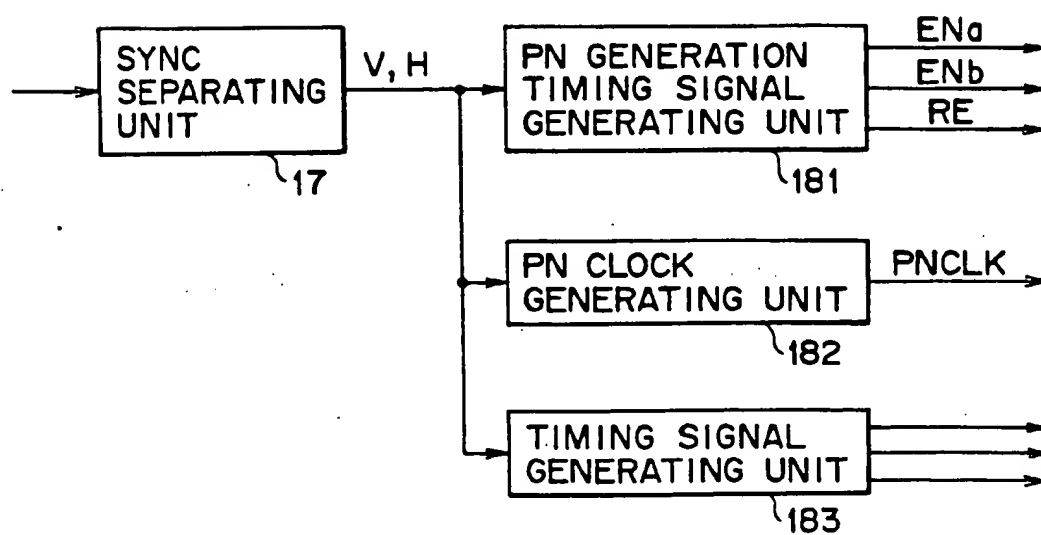 SYNC
SEPARATING
UNIT
17
V, H
PN GENERATION
TIMING SIGNAL
GENERATING UNIT
181
ENa
ENb
RE
PN CLOCK
GENERATING UNIT
182
PNCLK
TIMING SIGNAL
GENERATING UNIT
183